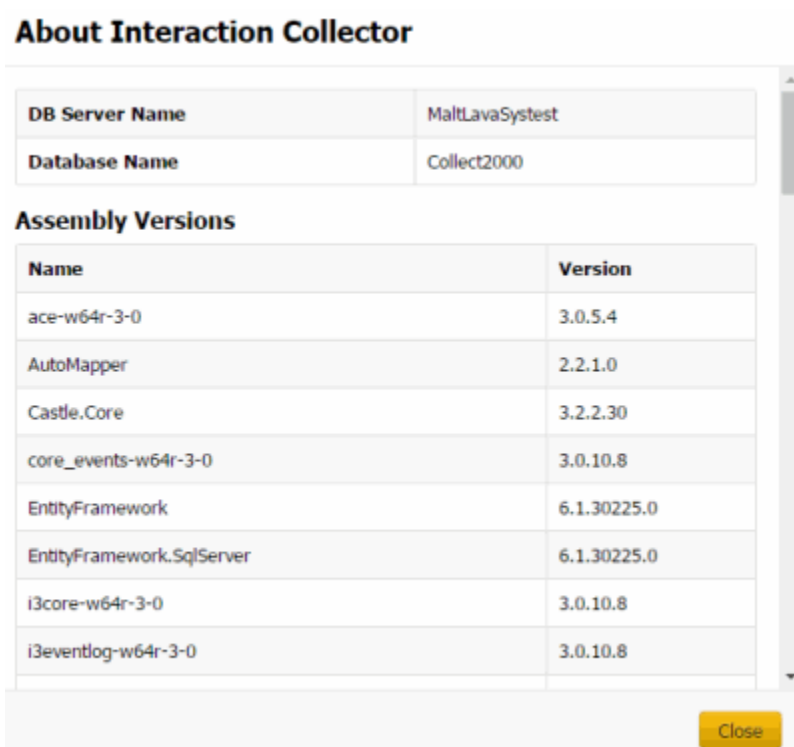 About Interaction Collector
DB Server Name MaltLavaSystest
Database Name Collect2000
Assembly Versions
Name Version
ace-w64r-3-0 3.0.5.4
AutoMapper 2.2.1.0
Castle.Core 3.2.2.30
core_events-w64r-3-0 3.0.10.8
EntityFramework 6.1.30225.0
EntityFramework.SqlServer 6.1.30225.0
i3core-w64r-3-0 3.0.10.8
i3eventlog-w64r-3-0 3.0.10.8
Close